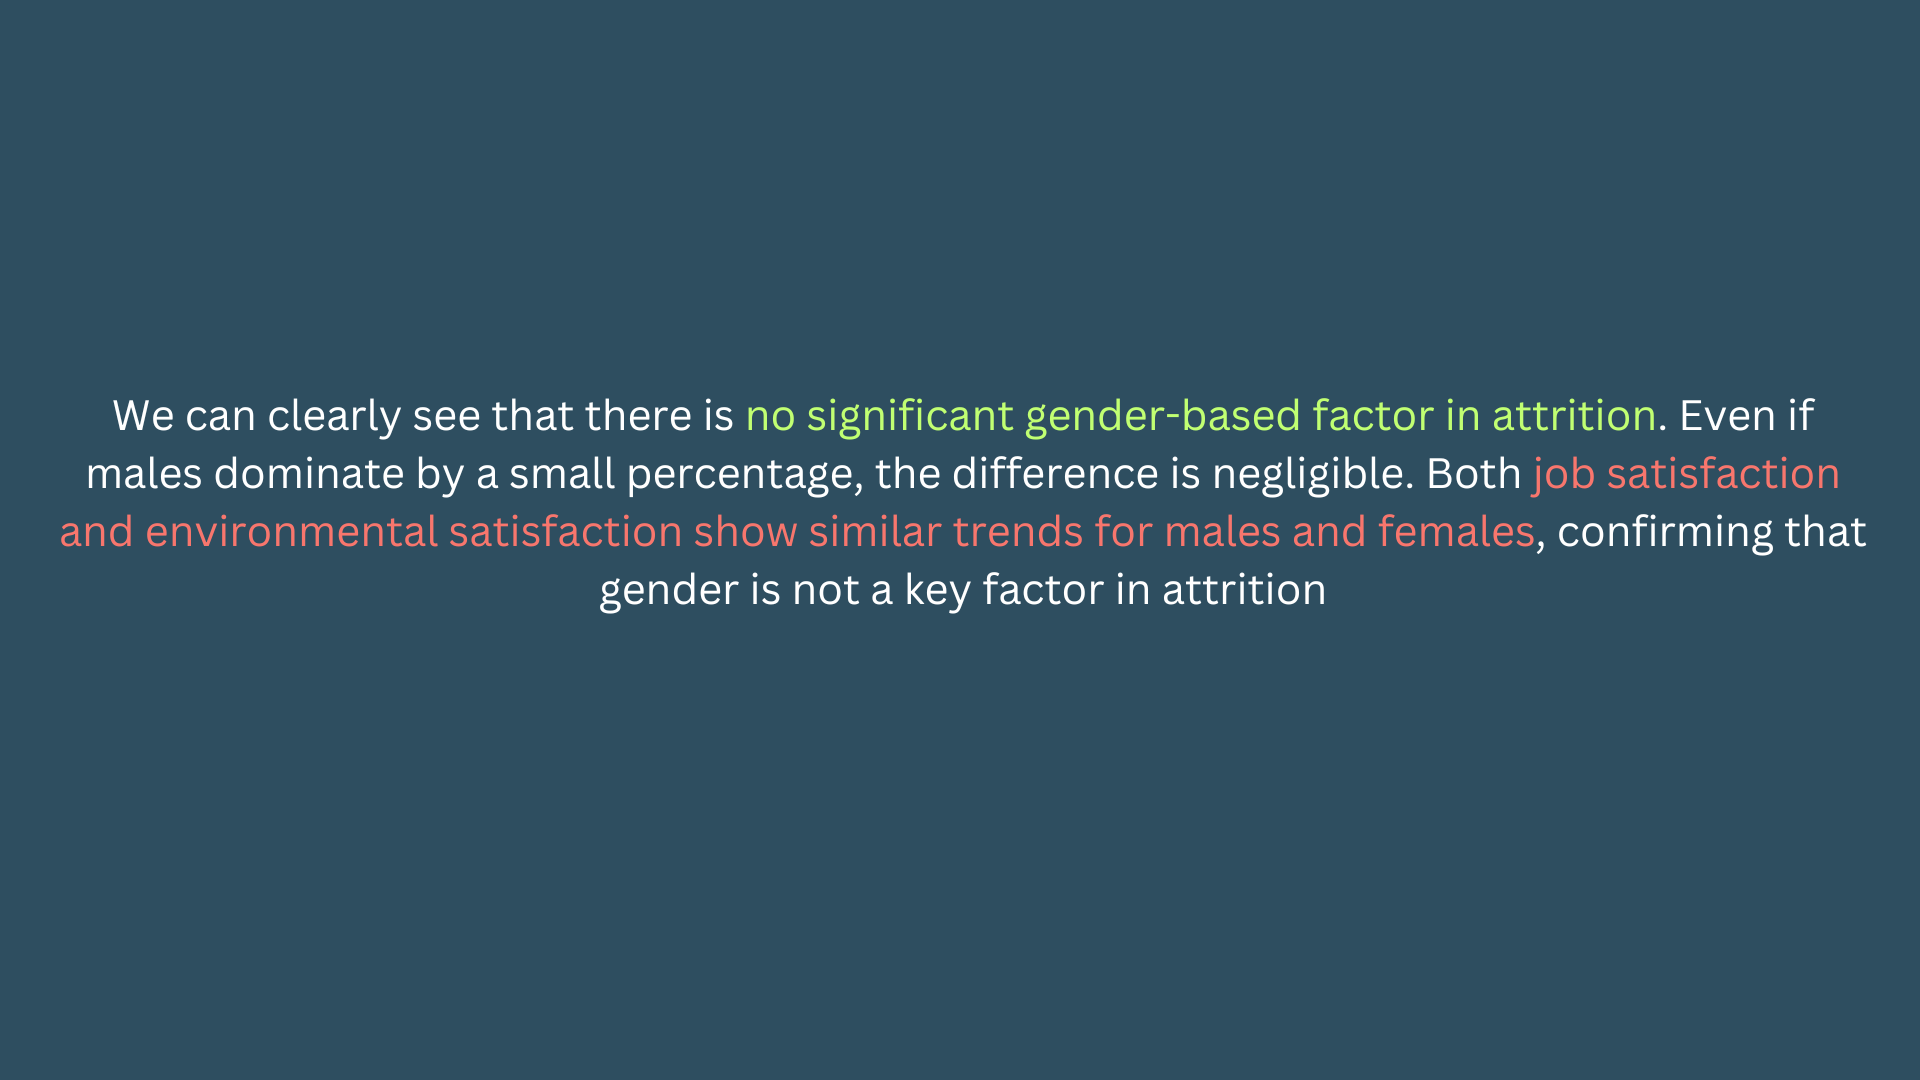 We can clearly see that there is no significant gender-based factor in attrition. Even if
males dominate by a small percentage, the difference is negligible. Both job satisfaction
and environmental satisfaction show similar trends for males and females, confirming that
gender is not a key factor in attrition